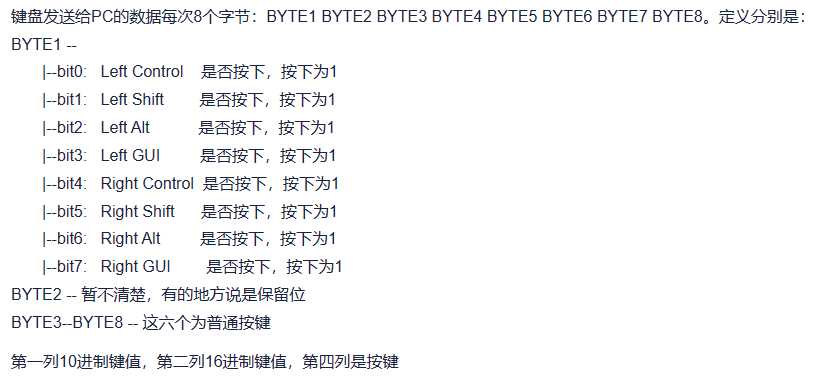 键盘发送给PC的数据每次8个字节：BYTE1 BYTE2 BYTE3 BYTE4 BYTE5 BYTE6 BYTE7 BYTE8。定义分别是：
BYTE1 --
|--bit0: Left Control 是否按下，按下为1
|--bit1: Left Shift 是否按下，按下为1
|--bit2: Left Alt 是否按下，按下为1
|--bit3: Left GUI 是否按下，按下为1
|--bit4: Right Control 是否按下，按下为1
|--bit5: Right Shift 是否按下，按下为1
|--bit6: Right Alt 是否按下，按下为1
|--bit7: Right GUI 是否按下，按下为1
BYTE2 -- 暂不清楚，有的地方说是保留位
BYTE3--BYTE8 -- 这六个为普通按键
第一列10进制键值，第二列16进制键值，第四列是按键